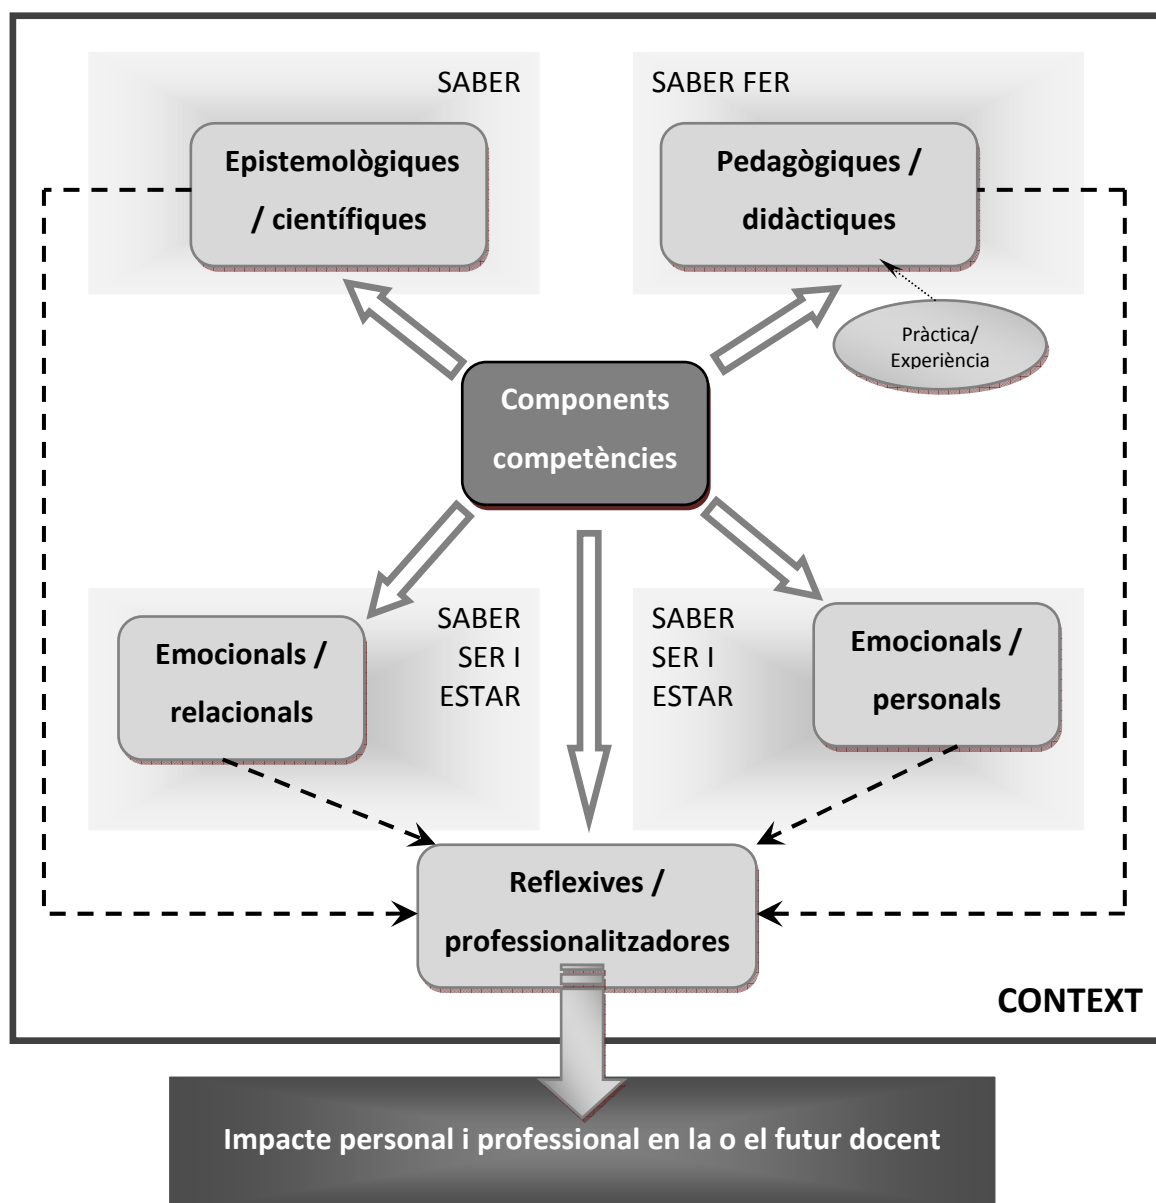 SABER
SABER FER
Epistemològiques
/ científiques
Pedagògiques /
didàctiques
Pràctica/
Experiència
Components
competències
SABER
SER I
ESTAR
Emocionals /
relacionals
SABER
SER I
ESTAR
Emocionals /
personals
Reflexives /
professionalitzadores
CONTEXT
Impacte personal i professional en la o el futur docent